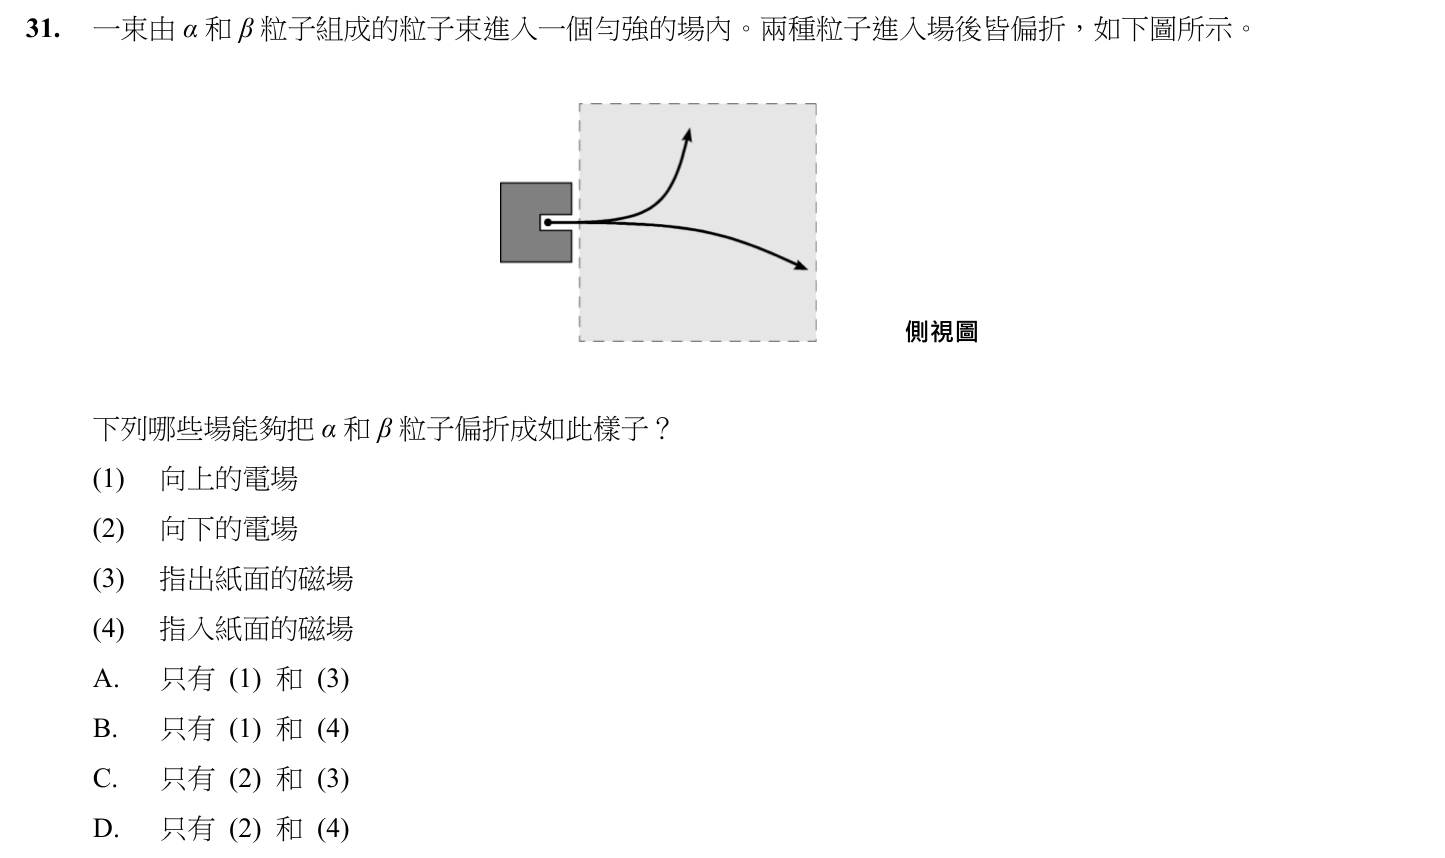 31. 一束由 α 和 β 粒子組成的粒子束進入一個勻強的場內。兩種粒子進入場後皆偏折，如下圖所示。
側視圖
下列哪些場能夠把 α 和 β 粒子偏折成如此樣子？
(1) 向上的電場
(2) 向下的電場
(3) 指出紙面的磁場
(4) 指入紙面的磁場
A. 只有 (1) 和 (3)
B. 只有 (1) 和 (4)
C. 只有 (2) 和 (3)
D. 只有 (2) 和 (4)